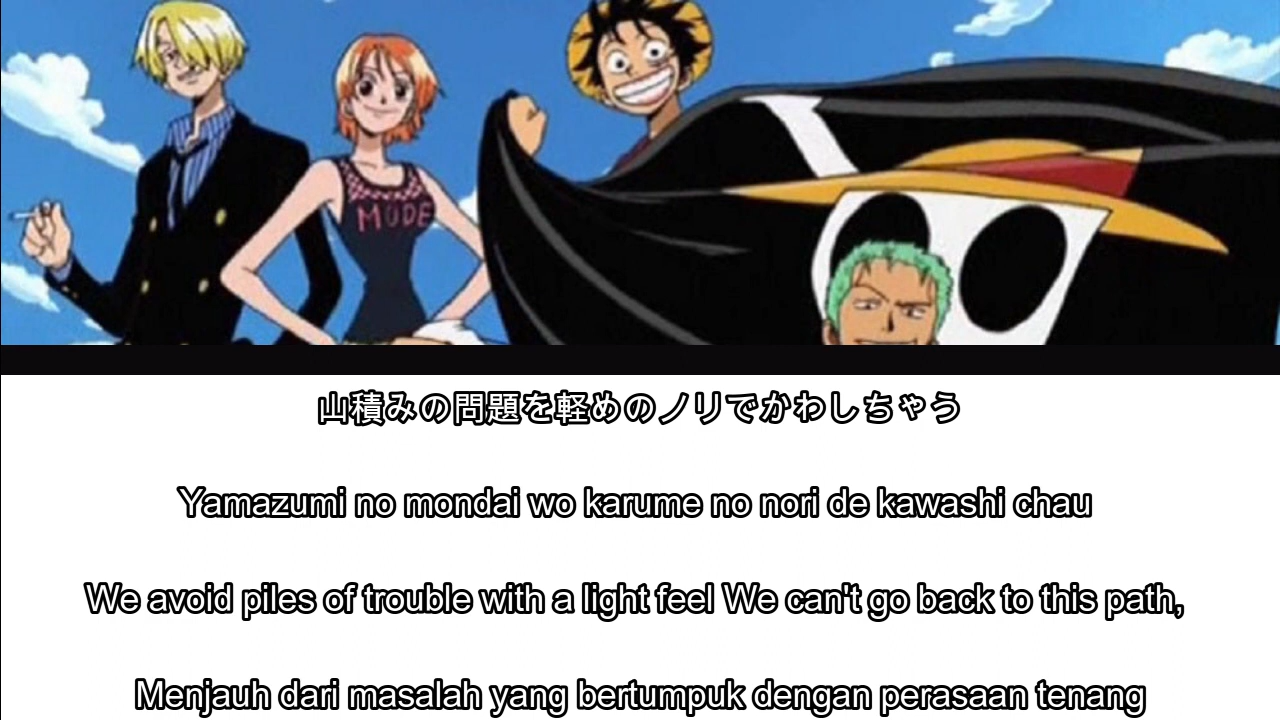 MUDE
山積みの問題を軽めのノリでかわしちゃう
Yamazumi no mondai wo karume no nori de kawashi chau
We avoid piles of trouble with a light feel We can't go back to this path,
Menjauh dari masalah yang bertumpuk dengan perasaan tenang